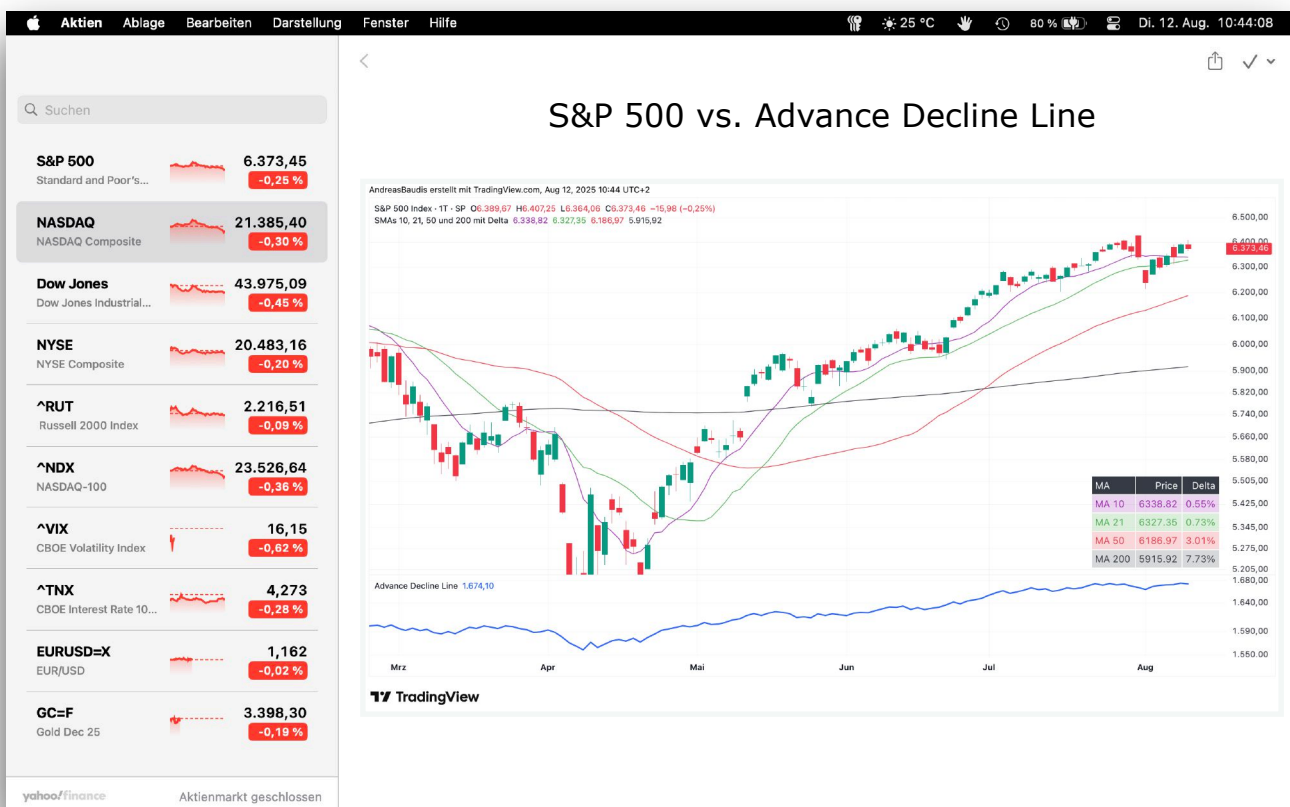 Aktien Ablage Bearbeiten Darstellung Fenster Hilfe 25 °C 80 % Di. 12. Aug. 10:44:08
Suchen
S&P 500 6.373,45
Standard and Poor's... -0,25 %
NASDAQ 21.385,40
NASDAQ Composite -0,30 %
Dow Jones 43.975,09
Dow Jones Industrial... -0,45 %
NYSE 20.483,16
NYSE Composite -0,20 %
^RUT 2.216,51
Russell 2000 Index -0,09 %
^NDX 23.526,64
NASDAQ-100 -0,36 %
^VIX 16,15
CBOE Volatility Index -0,62 %
^TNX 4,273
CBOE Interest Rate 10... -0,28 %
EURUSD=X 1,162
EUR/USD -0,02 %
GC=F 3.398,30
Gold Dec 25 -0,19 %
yahoo!finance Aktienmarkt geschlossen
S&P 500 vs. Advance Decline Line
AndreasBaudis erstellt mit TradingView.com, Aug 12, 2025 10:44 UTC+2
S&P 500 Index · 1T · SP O6.389,67 H6.407,25 L6.364,06 C6.373,46 −15,98 (−0,25%)
SMAs 10, 21, 50 und 200 mit Delta 6.338,82 6.327,35 6.186,97 5.915,92
6.500,00
6.400,00
6.373,46
6.300,00
6.200,00
6.100,00
6.000,00
5.900,00
5.820,00
5.740,00
5.660,00
5.580,00
5.505,00
5.425,00
5.345,00
5.275,00
5.205,00
MA Price Delta
MA 10 6338.82 0.55%
MA 21 6327.35 0.73%
MA 50 6186.97 3.01%
MA 200 5915.92 7.73%
Advance Decline Line 1.674,10
1.680,00
1.640,00
1.590,00
1.550.00
Mrz Apr Mai Jun Jul Aug
TradingView